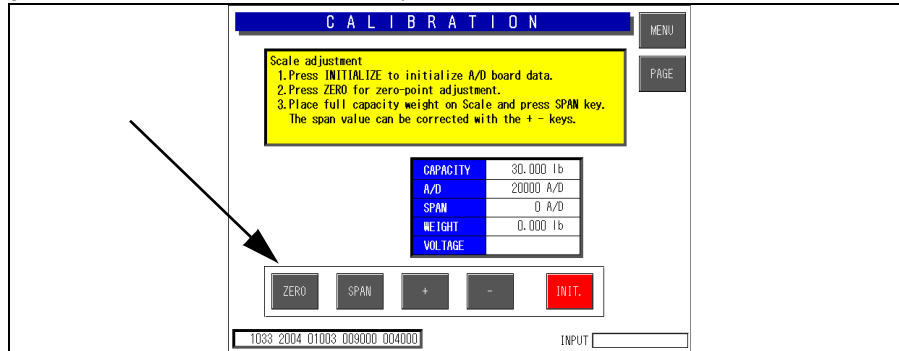 CALIBRATION
MENU
PAGE
Scale adjustment
1.Press INITIALIZE to initialize A/D board data.
2.Press ZERO for zero-point adjustment.
3.Place full capacity weight on Scale and press SPAN key.
The span value can be corrected with the + - keys.
CAPACITY 30.000 lb
A/D 20000 A/D
SPAN 0 A/D
WEIGHT 0.000 lb
VOLTAGE
ZERO SPAN + - INIT.
1033 2004 01003 009000 004000 INPUT